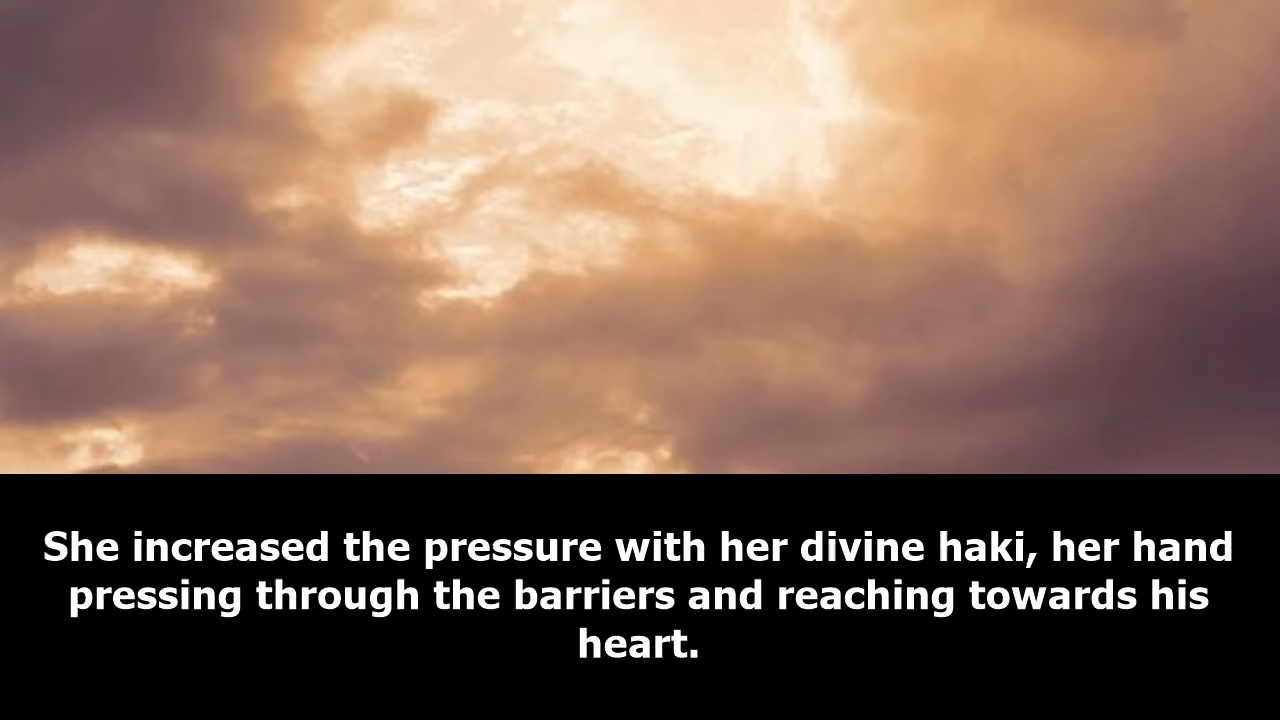 She increased the pressure with her divine haki, her hand
pressing through the barriers and reaching towards his
heart.